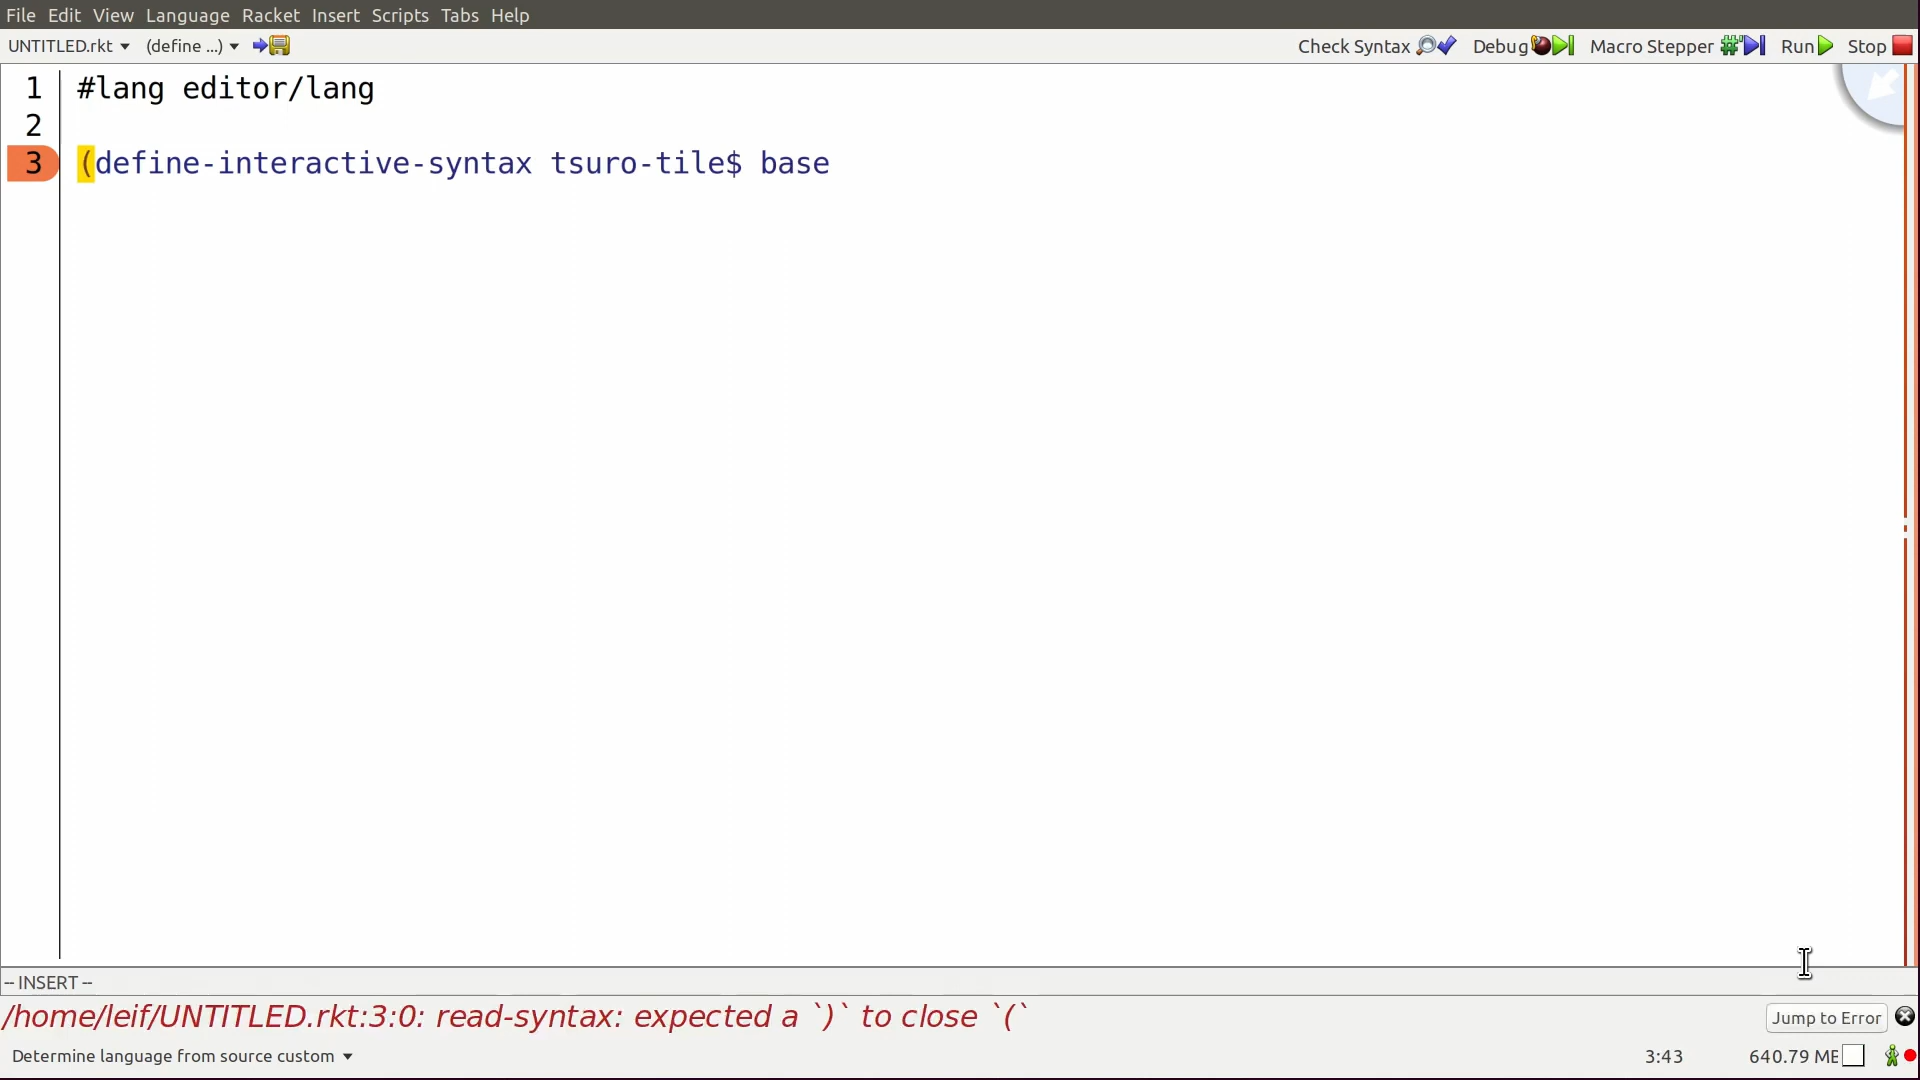 File Edit View Language Racket Insert Scripts Tabs Help
UNTITLED.rkt (define ...) Check Syntax Debug Macro Stepper Run Stop
1 #lang editor/lang
2
3 (define-interactive-syntax tsuro-tile$ base
-- INSERT --
/home/leif/UNTITLED.rkt:3:0: read-syntax: expected a `)` to close `(` Jump to Error
Determine language from source custom 3:43 640.79 ME